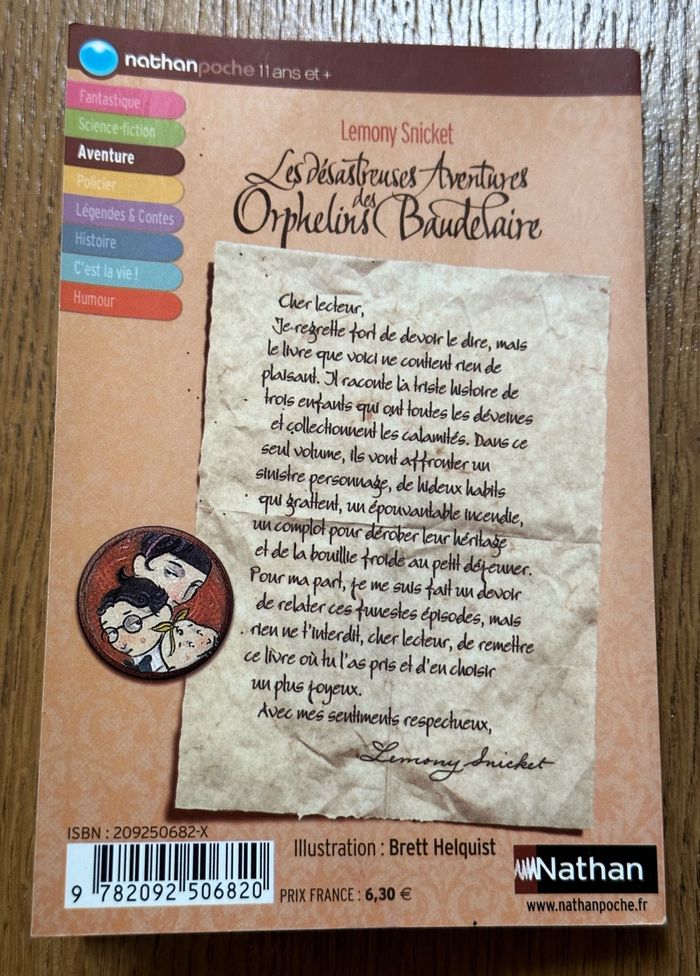 nathanpoche 11 ans et +
Fantastique
Science-fiction
Aventure
Policier
Légendes & Contes
Histoire
C'est la vie !
Humour
Lemony Snicket
Les désastreuses Aventures
des
Orphelins Baudelaire
Cher lecteur,
Je regrette fort de devoir le dire, mais
le livre que voici ne contient rien de
plaisant. Il raconte la triste histoire de
trois enfants qui ont toutes les déveines
et collectionnent les calamités. Dans ce
seul volume, ils vont affronter un
sinistre personnage, de hideux habits
qui grattent, un épouvantable incendie,
un complot pour dérober leur héritage
et de la bouillie froide au petit déjeuner.
Pour ma part, je me suis fait un devoir
de relater ces funestes épisodes, mais
rien ne t'interdit, cher lecteur, de remettre
ce livre où tu l'as pris et d'en choisir
un plus joyeux.
Avec mes sentiments respectueux,
Lemony Snicket
ISBN : 209250682-X
9 782092 506820
Illustration : Brett Helquist
PRIX FRANCE : 6,30 €
Nathan
www.nathanpoche.fr